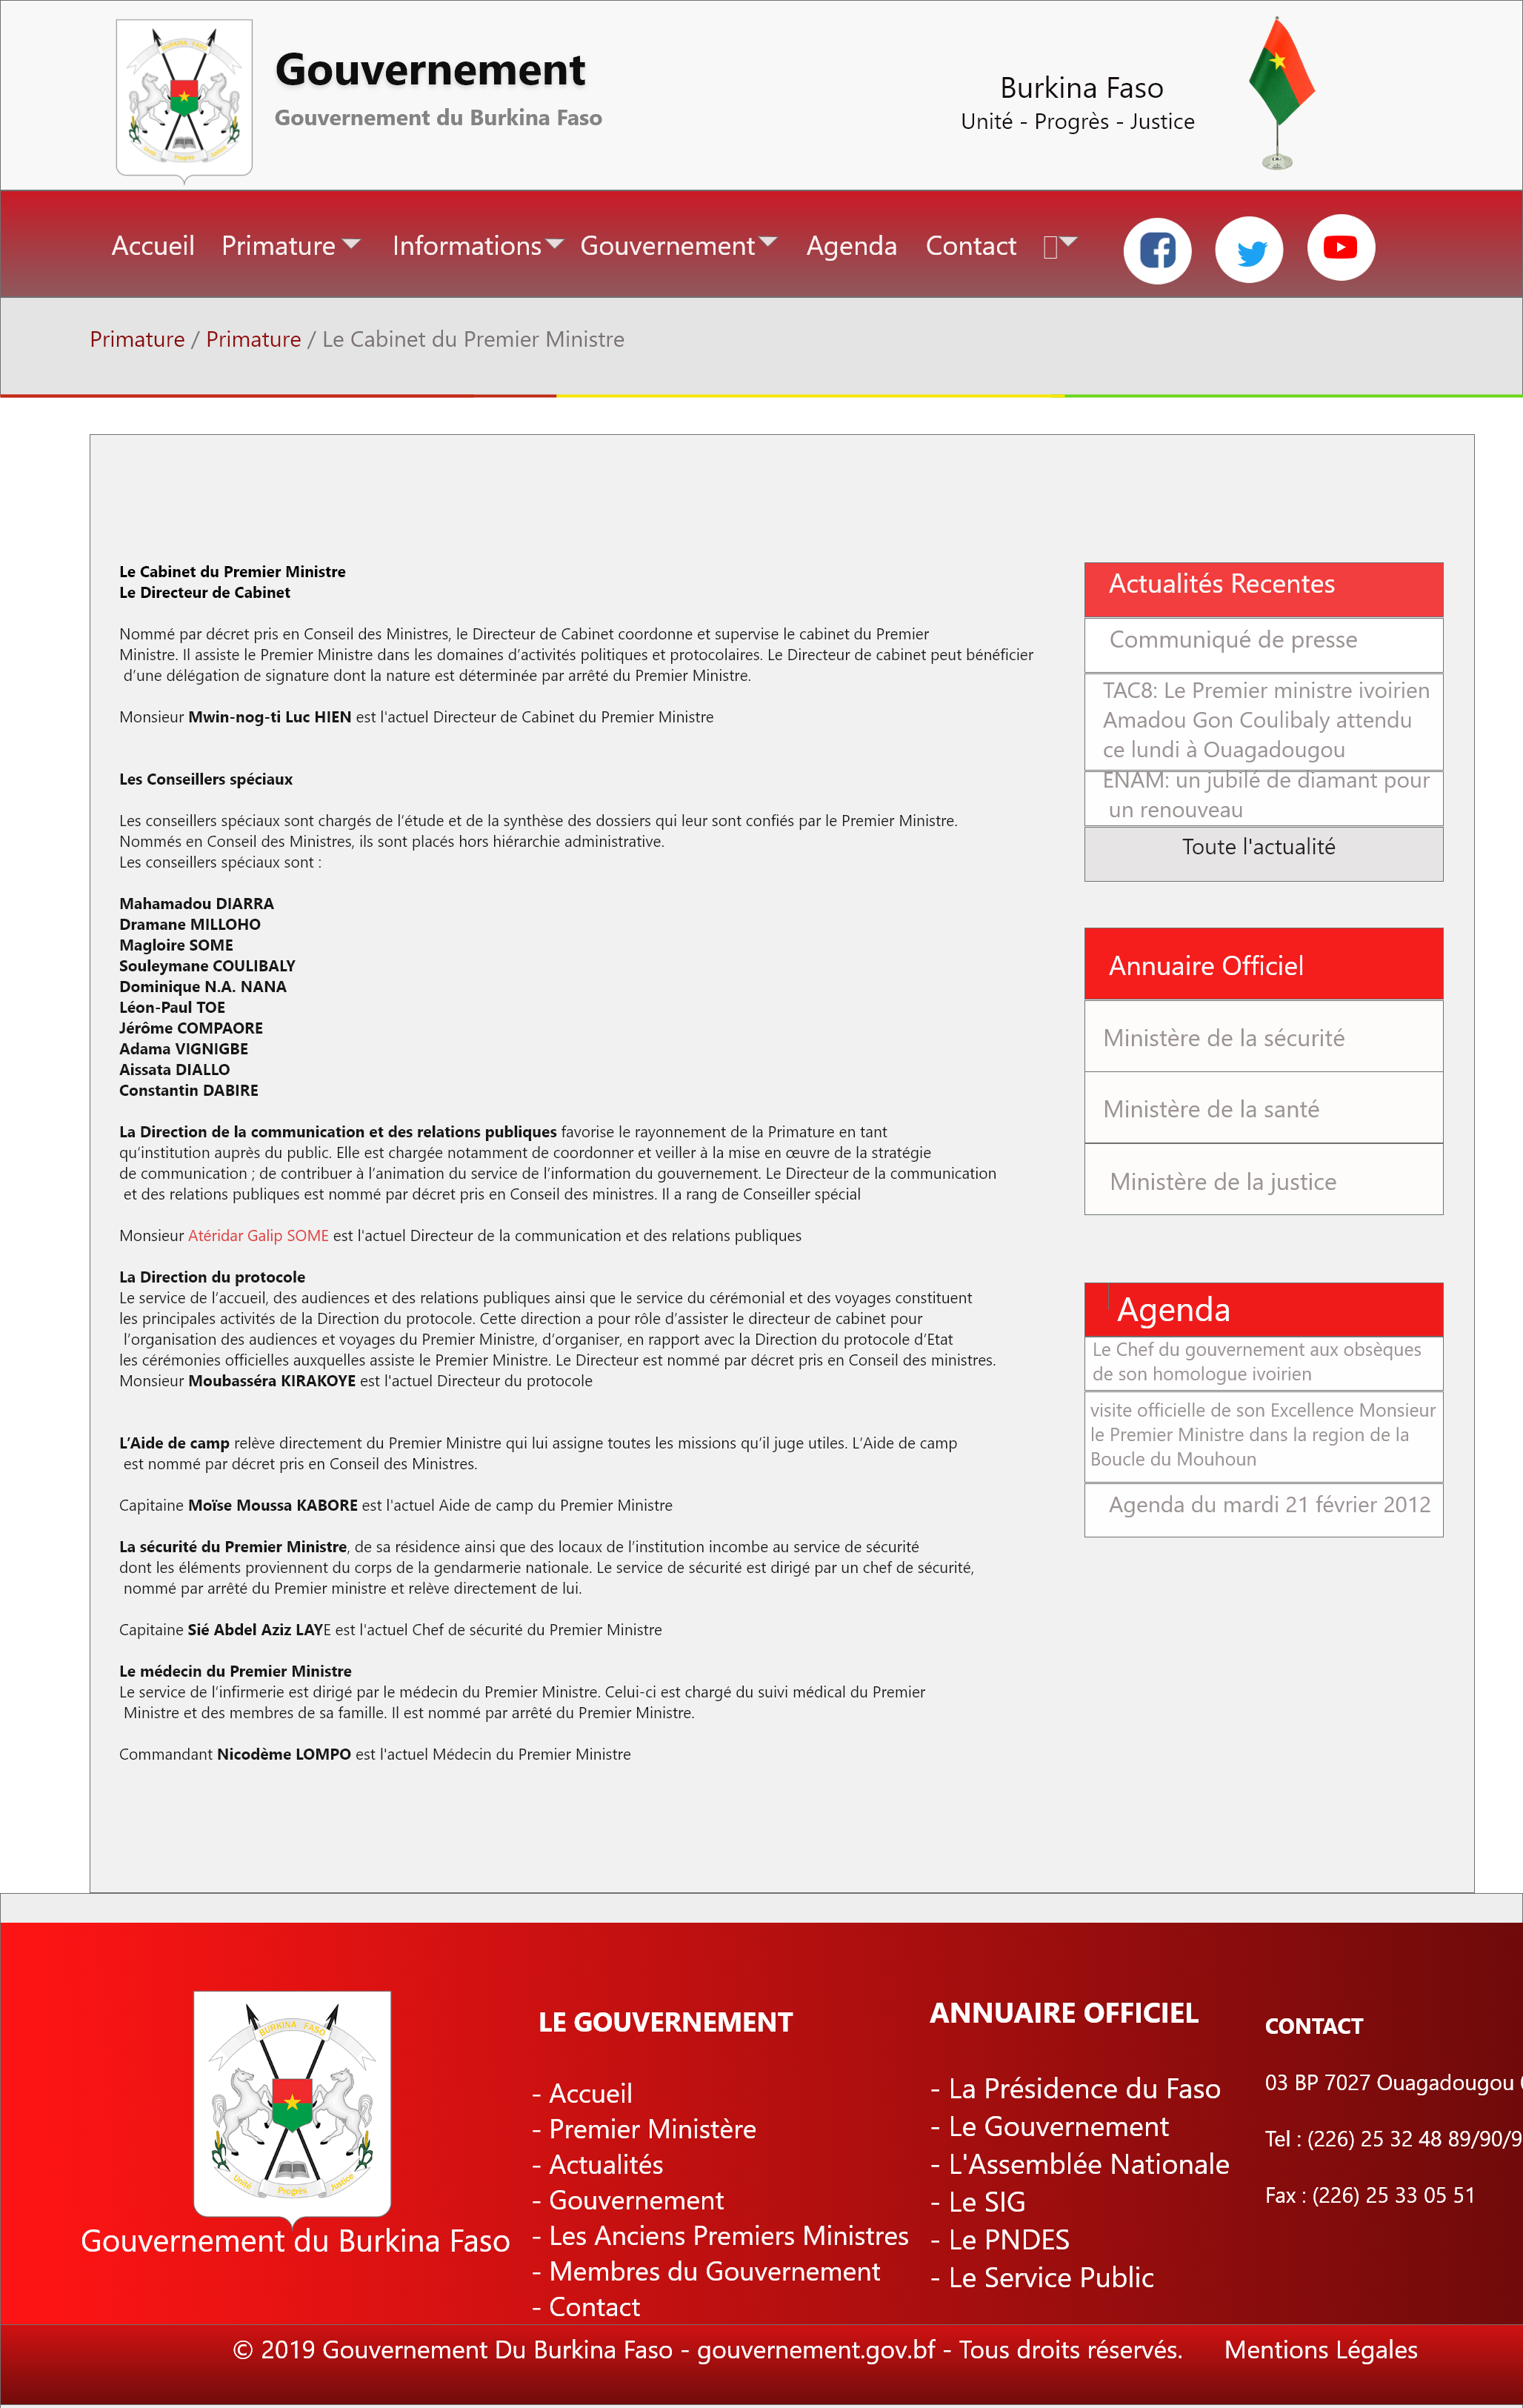 BURKINA FASO
Unité Progrès Justice
Gouvernement
Gouvernement du Burkina Faso
Burkina Faso
Unité - Progrès - Justice
Accueil Primature Informations Gouvernement Agenda Contact
Primature / Primature / Le Cabinet du Premier Ministre
Le Cabinet du Premier Ministre
Le Directeur de Cabinet
Nommé par décret pris en Conseil des Ministres, le Directeur de Cabinet coordonne et supervise le cabinet du Premier
Ministre. Il assiste le Premier Ministre dans les domaines d’activités politiques et protocolaires. Le Directeur de cabinet peut bénéficier
d’une délégation de signature dont la nature est déterminée par arrêté du Premier Ministre.
Monsieur Mwin-nog-ti Luc HIEN est l'actuel Directeur de Cabinet du Premier Ministre
Les Conseillers spéciaux
Les conseillers spéciaux sont chargés de l’étude et de la synthèse des dossiers qui leur sont confiés par le Premier Ministre.
Nommés en Conseil des Ministres, ils sont placés hors hiérarchie administrative.
Les conseillers spéciaux sont :
Mahamadou DIARRA
Dramane MILLOHO
Magloire SOME
Souleymane COULIBALY
Dominique N.A. NANA
Léon-Paul TOE
Jérôme COMPAORE
Adama VIGNIGBE
Aissata DIALLO
Constantin DABIRE
La Direction de la communication et des relations publiques favorise le rayonnement de la Primature en tant
qu’institution auprès du public. Elle est chargée notamment de coordonner et veiller à la mise en œuvre de la stratégie
de communication ; de contribuer à l’animation du service de l’information du gouvernement. Le Directeur de la communication
et des relations publiques est nommé par décret pris en Conseil des ministres. Il a rang de Conseiller spécial
Monsieur Atéridar Galip SOME est l'actuel Directeur de la communication et des relations publiques
La Direction du protocole
Le service de l’accueil, des audiences et des relations publiques ainsi que le service du cérémonial et des voyages constituent
les principales activités de la Direction du protocole. Cette direction a pour rôle d’assister le directeur de cabinet pour
l’organisation des audiences et voyages du Premier Ministre, d’organiser, en rapport avec la Direction du protocole d’Etat
les cérémonies officielles auxquelles assiste le Premier Ministre. Le Directeur est nommé par décret pris en Conseil des ministres.
Monsieur Moubasséra KIRAKOYE est l'actuel Directeur du protocole
L’Aide de camp relève directement du Premier Ministre qui lui assigne toutes les missions qu’il juge utiles. L’Aide de camp
est nommé par décret pris en Conseil des Ministres.
Capitaine Moïse Moussa KABORE est l'actuel Aide de camp du Premier Ministre
La sécurité du Premier Ministre, de sa résidence ainsi que des locaux de l’institution incombe au service de sécurité
dont les éléments proviennent du corps de la gendarmerie nationale. Le service de sécurité est dirigé par un chef de sécurité,
nommé par arrêté du Premier ministre et relève directement de lui.
Capitaine Sié Abdel Aziz LAYE est l'actuel Chef de sécurité du Premier Ministre
Le médecin du Premier Ministre
Le service de l’infirmerie est dirigé par le médecin du Premier Ministre. Celui-ci est chargé du suivi médical du Premier
Ministre et des membres de sa famille. Il est nommé par arrêté du Premier Ministre.
Commandant Nicodème LOMPO est l'actuel Médecin du Premier Ministre
Actualités Recentes
Communiqué de presse
TAC8: Le Premier ministre ivoirien
Amadou Gon Coulibaly attendu
ce lundi à Ouagadougou
ENAM: un jubilé de diamant pour
un renouveau
Toute l'actualité
Annuaire Officiel
Ministère de la sécurité
Ministère de la santé
Ministère de la justice
Agenda
Le Chef du gouvernement aux obsèques
de son homologue ivoirien
visite officielle de son Excellence Monsieur
le Premier Ministre dans la region de la
Boucle du Mouhoun
Agenda du mardi 21 février 2012
BURKINA FASO
Unité Progrès Justice
Gouvernement du Burkina Faso
LE GOUVERNEMENT
- Accueil
- Premier Ministère
- Actualités
- Gouvernement
- Les Anciens Premiers Ministres
- Membres du Gouvernement
- Contact
ANNUAIRE OFFICIEL
- La Présidence du Faso
- Le Gouvernement
- L'Assemblée Nationale
- Le SIG
- Le PNDES
- Le Service Public
CONTACT
03 BP 7027 Ouagadougou
Tel : (226) 25 32 48 89/90/9
Fax : (226) 25 33 05 51
© 2019 Gouvernement Du Burkina Faso - gouvernement.gov.bf - Tous droits réservés. Mentions Légales